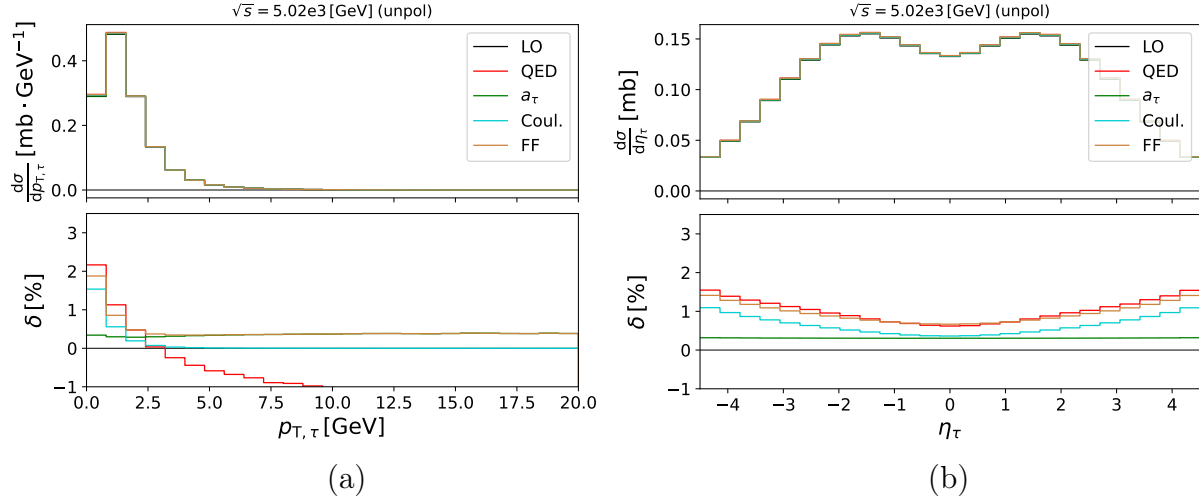 √s = 5.02e3 [GeV] (unpol)
dσ/dp_T,τ [mb · GeV⁻¹]
0.4
0.2
0.0
LO
QED
a_τ
Coul.
FF
δ [%]
3
2
1
0
−1
0.0 2.5 5.0 7.5 10.0 12.5 15.0 17.5 20.0
p_T,τ [GeV]
(a)
√s = 5.02e3 [GeV] (unpol)
dσ/dη_τ [mb]
0.15
0.10
0.05
0.00
LO
QED
a_τ
Coul.
FF
δ [%]
3
2
1
0
−1
−4 −3 −2 −1 0 1 2 3 4
η_τ
(b)